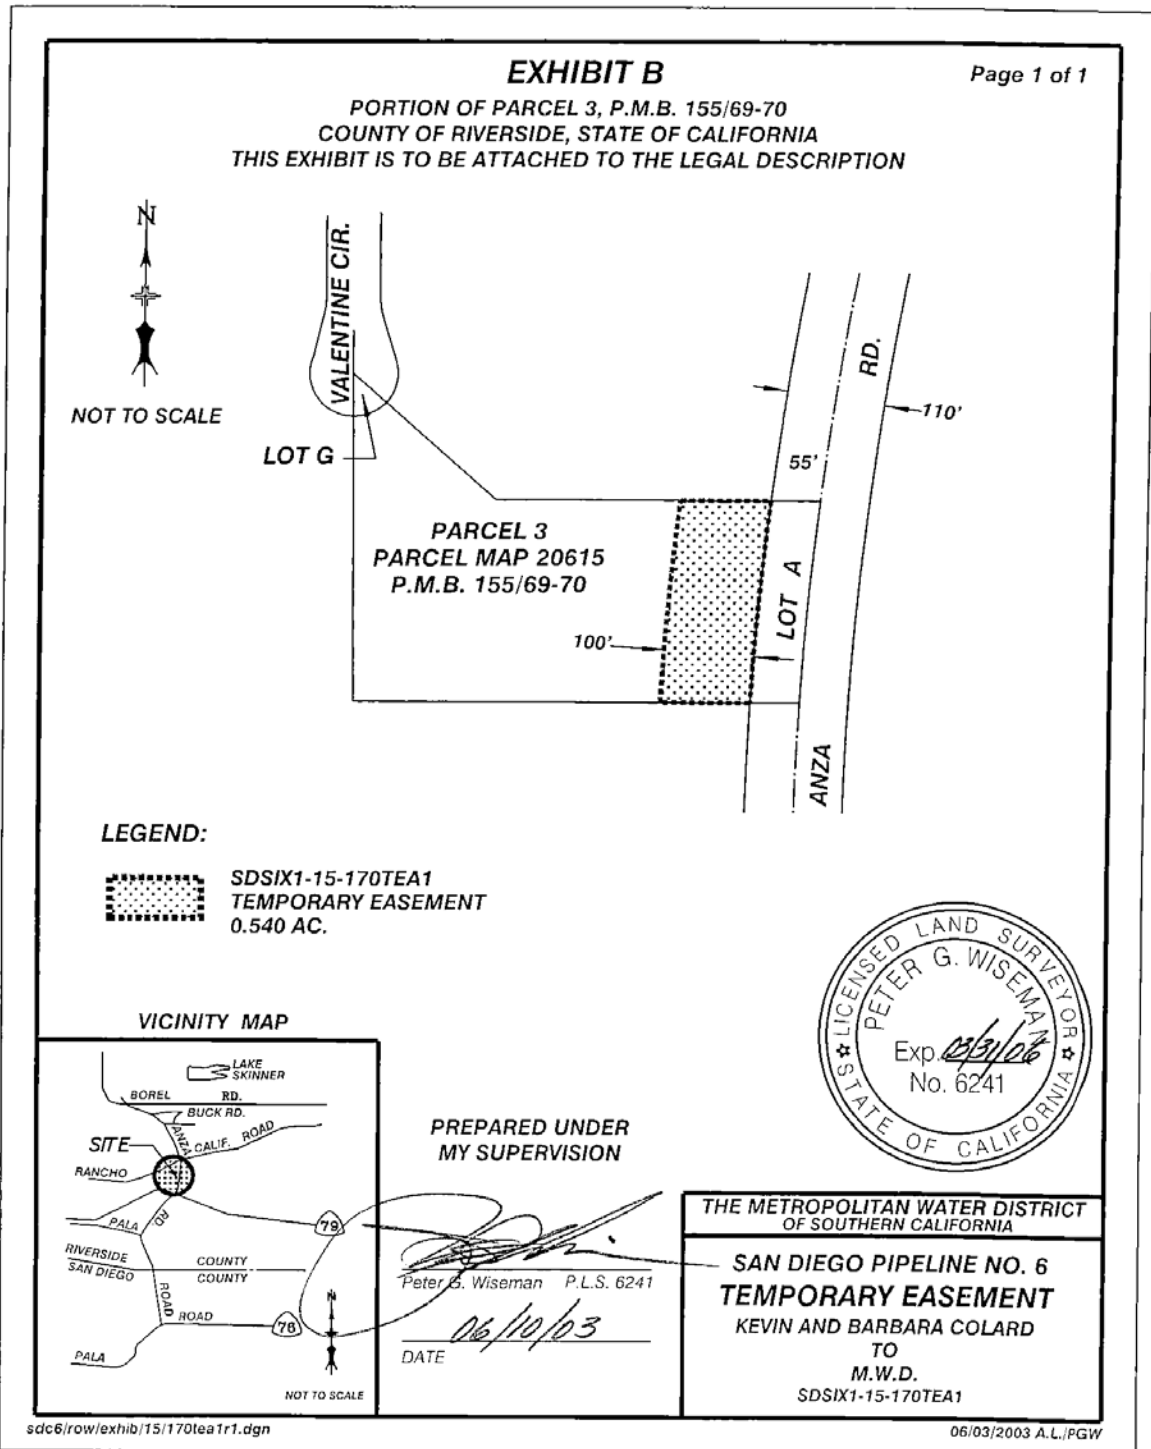 EXHIBIT B
Page 1 of 1
PORTION OF PARCEL 3, P.M.B. 155/69-70
COUNTY OF RIVERSIDE, STATE OF CALIFORNIA
THIS EXHIBIT IS TO BE ATTACHED TO THE LEGAL DESCRIPTION
N
NOT TO SCALE
VALENTINE CIR.
LOT G
RD.
110'
55'
PARCEL 3
PARCEL MAP 20615
P.M.B. 155/69-70
LOT A
100'
ANZA
LEGEND:
SDSIX1-15-170TEA1
TEMPORARY EASEMENT
0.540 AC.
LICENSED LAND SURVEYOR
PETER G. WISEMAN
Exp. 03/31/06
No. 6241
STATE OF CALIFORNIA
VICINITY MAP
LAKE
SKINNER
BOREL RD.
BUCK RD.
ANZA
CALIF. ROAD
SITE
RANCHO
RD.
PALA
79
RIVERSIDE COUNTY
SAN DIEGO COUNTY
ROAD
ROAD
76
PALA
N
NOT TO SCALE
PREPARED UNDER
MY SUPERVISION
Peter G. Wiseman P.L.S. 6241
06/10/03
DATE
THE METROPOLITAN WATER DISTRICT
OF SOUTHERN CALIFORNIA
SAN DIEGO PIPELINE NO. 6
TEMPORARY EASEMENT
KEVIN AND BARBARA COLARD
TO
M.W.D.
SDSIX1-15-170TEA1
sdc6/row/exhib/15/170tea1r1.dgn
06/03/2003 A.L./PGW